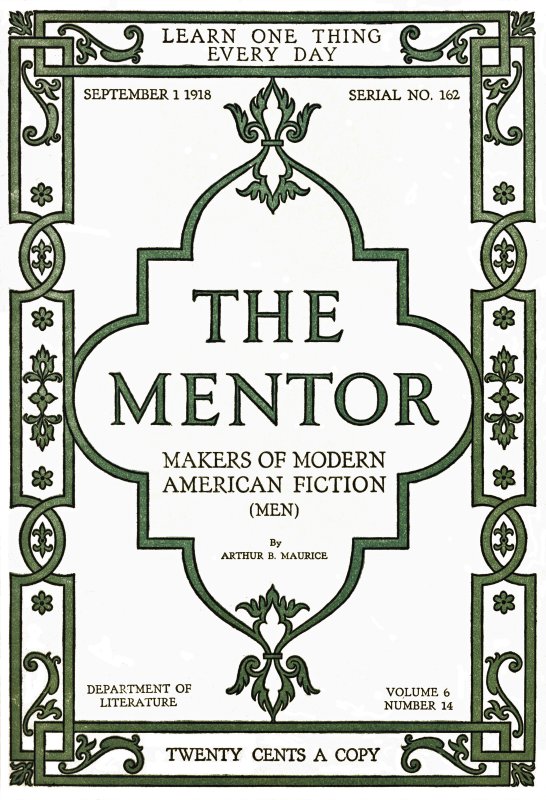 LEARN ONE THING
EVERY DAY
SEPTEMBER 1 1918
SERIAL NO. 162
THE
MENTOR
MAKERS OF MODERN
AMERICAN FICTION
(MEN)
By
ARTHUR B. MAURICE
DEPARTMENT OF
LITERATURE
VOLUME 6
NUMBER 14
TWENTY CENTS A COPY